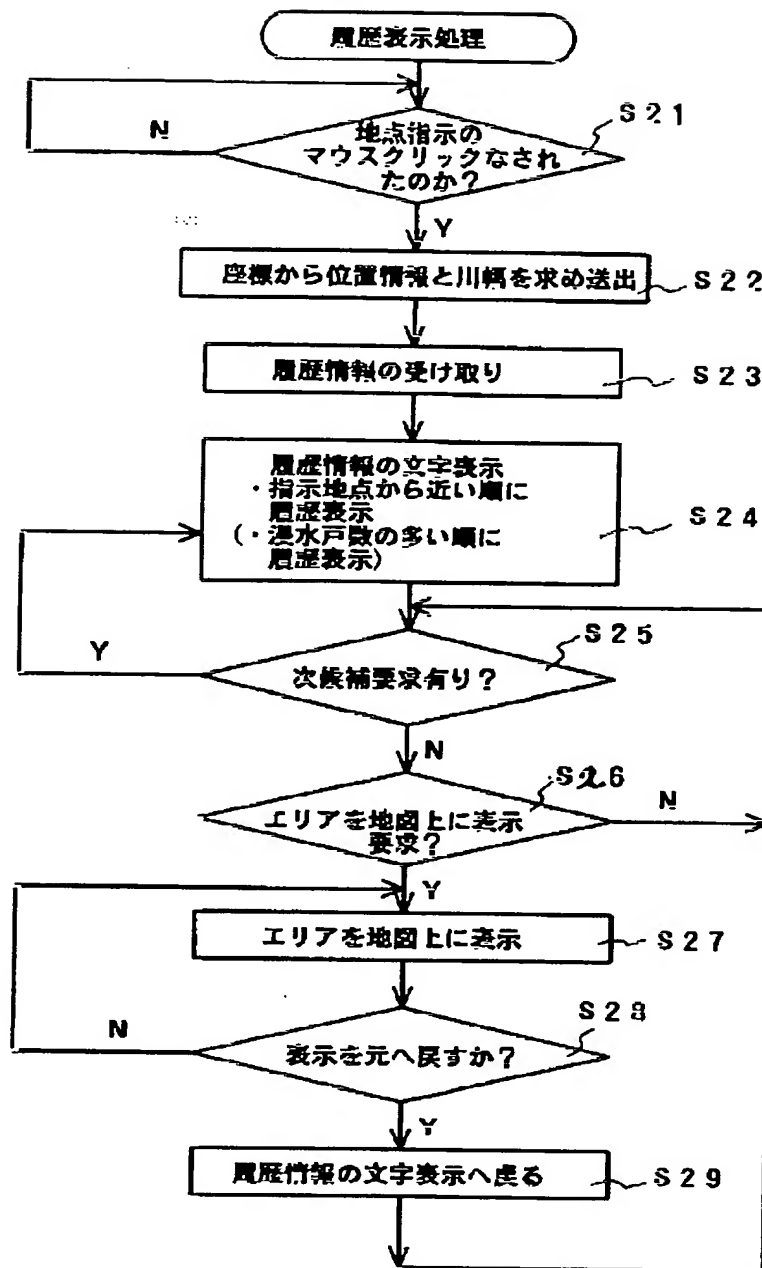 履歴表示処理
N
地点指示の
マウスクリックなされ
たのか？
S21
Y
座標から位置情報と川幅を求め送出
S22
履歴情報の受け取り
S23
履歴情報の文字表示
・指示地点から近い順に
履歴表示
(・浸水戸数の多い順に
履歴表示)
S24
Y
次候補要求有り？
S25
N
エリアを地図上に表示
要求？
S26
N
Y
エリアを地図上に表示
S27
N
表示を元へ戻すか？
S28
Y
履歴情報の文字表示へ戻る
S29